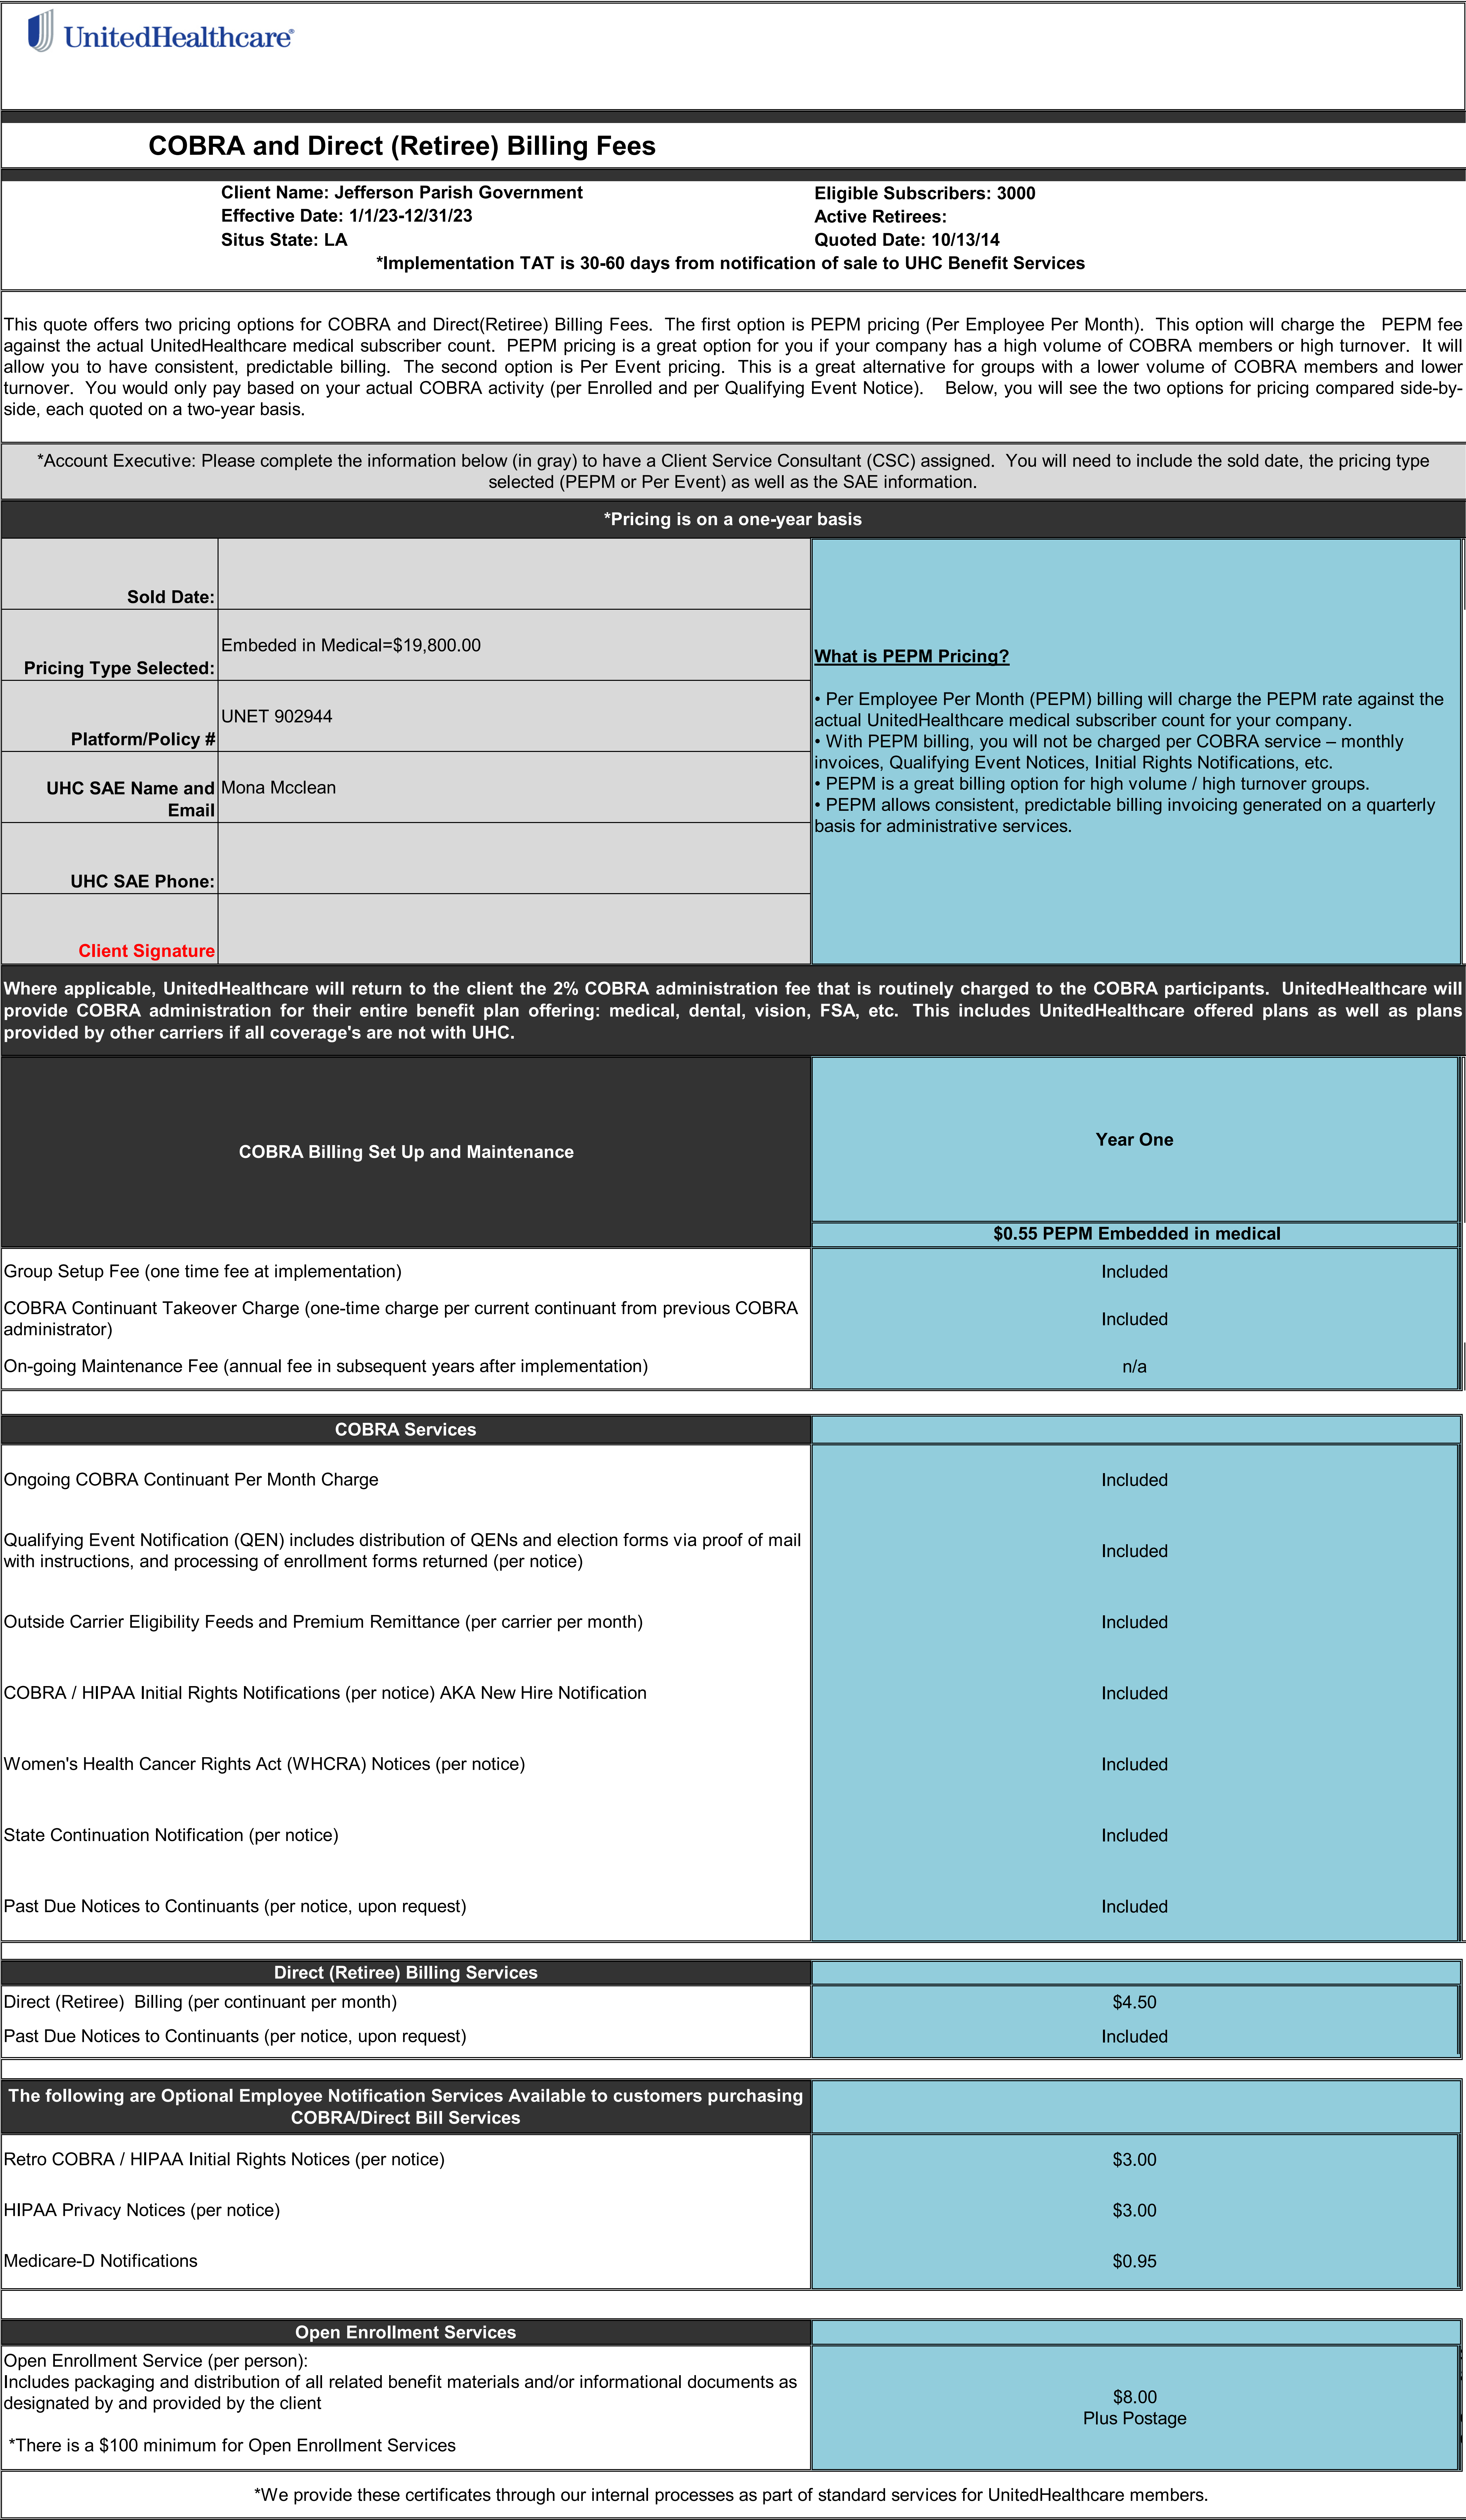 UnitedHealthcare®
COBRA and Direct (Retiree) Billing Fees
Client Name: Jefferson Parish Government
Eligible Subscribers: 3000
Effective Date: 1/1/23-12/31/23
Active Retirees:
Situs State: LA
Quoted Date: 10/13/14
*Implementation TAT is 30-60 days from notification of sale to UHC Benefit Services
This quote offers two pricing options for COBRA and Direct(Retiree) Billing Fees. The first option is PEPM pricing (Per Employee Per Month). This option will charge the PEPM fee
against the actual UnitedHealthcare medical subscriber count. PEPM pricing is a great option for you if your company has a high volume of COBRA members or high turnover. It will
allow you to have consistent, predictable billing. The second option is Per Event pricing. This is a great alternative for groups with a lower volume of COBRA members and lower
turnover. You would only pay based on your actual COBRA activity (per Enrolled and per Qualifying Event Notice). Below, you will see the two options for pricing compared side-by-
side, each quoted on a two-year basis.
*Account Executive: Please complete the information below (in gray) to have a Client Service Consultant (CSC) assigned. You will need to include the sold date, the pricing type
selected (PEPM or Per Event) as well as the SAE information.
*Pricing is on a one-year basis
Sold Date:
Pricing Type Selected:
Embeded in Medical=$19,800.00
Platform/Policy #
UNET 902944
UHC SAE Name and
Email
Mona Mcclean
UHC SAE Phone:
Client Signature
What is PEPM Pricing?
• Per Employee Per Month (PEPM) billing will charge the PEPM rate against the
actual UnitedHealthcare medical subscriber count for your company.
• With PEPM billing, you will not be charged per COBRA service – monthly
invoices, Qualifying Event Notices, Initial Rights Notifications, etc.
• PEPM is a great billing option for high volume / high turnover groups.
• PEPM allows consistent, predictable billing invoicing generated on a quarterly
basis for administrative services.
Where applicable, UnitedHealthcare will return to the client the 2% COBRA administration fee that is routinely charged to the COBRA participants. UnitedHealthcare will
provide COBRA administration for their entire benefit plan offering: medical, dental, vision, FSA, etc. This includes UnitedHealthcare offered plans as well as plans
provided by other carriers if all coverage's are not with UHC.
COBRA Billing Set Up and Maintenance
Year One
$0.55 PEPM Embedded in medical
Group Setup Fee (one time fee at implementation)
Included
COBRA Continuant Takeover Charge (one-time charge per current continuant from previous COBRA
administrator)
Included
On-going Maintenance Fee (annual fee in subsequent years after implementation)
n/a
COBRA Services
Ongoing COBRA Continuant Per Month Charge
Included
Qualifying Event Notification (QEN) includes distribution of QENs and election forms via proof of mail
with instructions, and processing of enrollment forms returned (per notice)
Included
Outside Carrier Eligibility Feeds and Premium Remittance (per carrier per month)
Included
COBRA / HIPAA Initial Rights Notifications (per notice) AKA New Hire Notification
Included
Women's Health Cancer Rights Act (WHCRA) Notices (per notice)
Included
State Continuation Notification (per notice)
Included
Past Due Notices to Continuants (per notice, upon request)
Included
Direct (Retiree) Billing Services
Direct (Retiree) Billing (per continuant per month)
$4.50
Past Due Notices to Continuants (per notice, upon request)
Included
The following are Optional Employee Notification Services Available to customers purchasing
COBRA/Direct Bill Services
Retro COBRA / HIPAA Initial Rights Notices (per notice)
$3.00
HIPAA Privacy Notices (per notice)
$3.00
Medicare-D Notifications
$0.95
Open Enrollment Services
Open Enrollment Service (per person):
Includes packaging and distribution of all related benefit materials and/or informational documents as
designated by and provided by the client
*There is a $100 minimum for Open Enrollment Services
$8.00
Plus Postage
*We provide these certificates through our internal processes as part of standard services for UnitedHealthcare members.